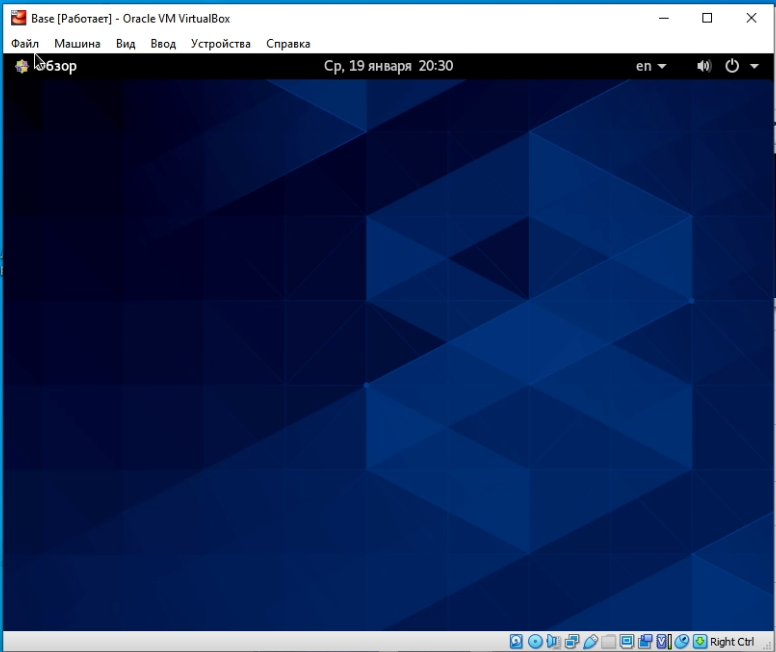 Base [Работает] - Oracle VM VirtualBox
Файл Машина Вид Ввод Устройства Справка
Обзор Ср, 19 января 20:30 en
Right Ctrl